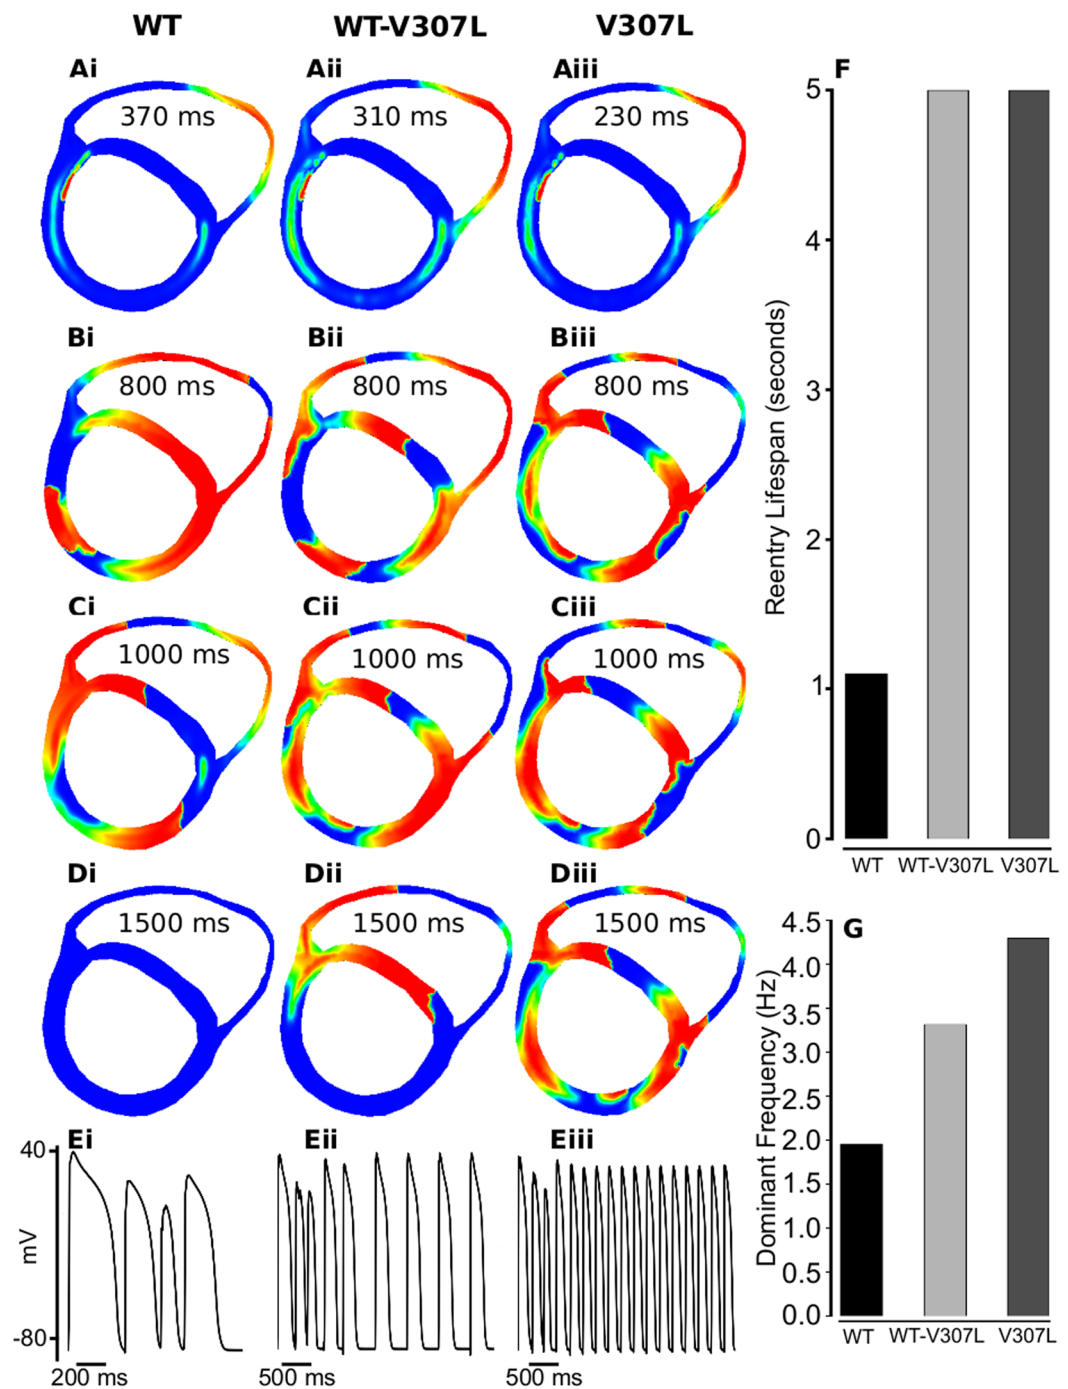 WT WT-V307L V307L
Ai Aii Aiii
370 ms 310 ms 230 ms
Bi Bii Biii
800 ms 800 ms 800 ms
Ci Cii Ciii
1000 ms 1000 ms 1000 ms
Di Dii Diii
1500 ms 1500 ms 1500 ms
Ei Eii Eiii
40
mV
-80
200 ms 500 ms 500 ms
F
Reentry Lifespan (seconds)
5
4
3
2
1
0
WT WT-V307L V307L
G
Dominant Frequency (Hz)
4.5
4.0
3.5
3.0
2.5
2.0
1.5
1.0
0.5
0.0
WT WT-V307L V307L